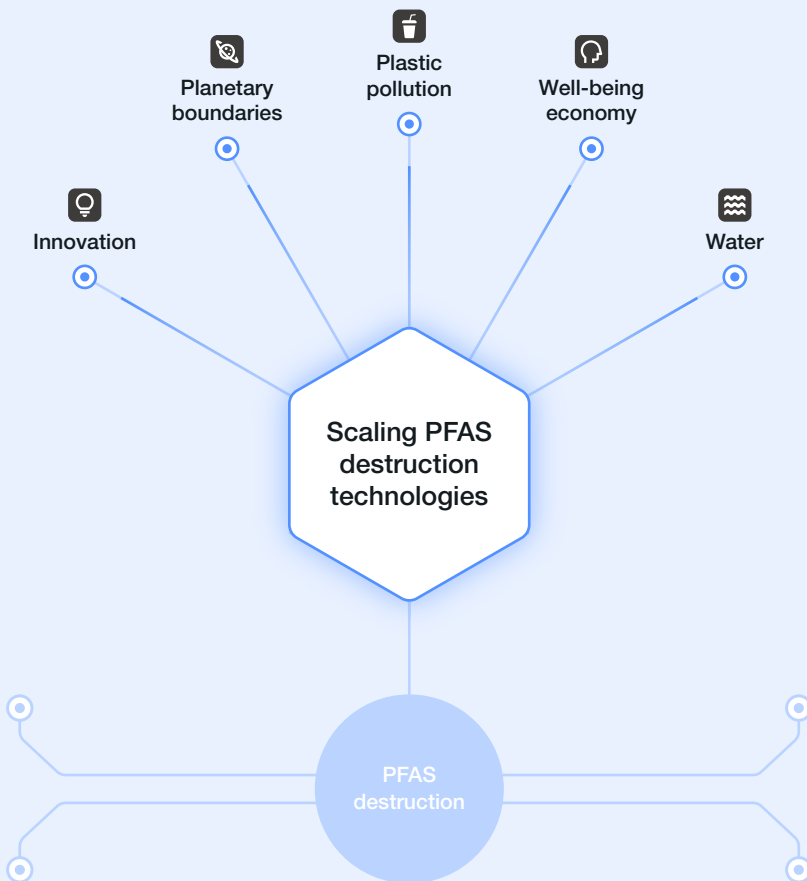 Plastic
pollution
Planetary
boundaries
Well-being
economy
Innovation
Water
Scaling PFAS
destruction
technologies
PFAS
destruction